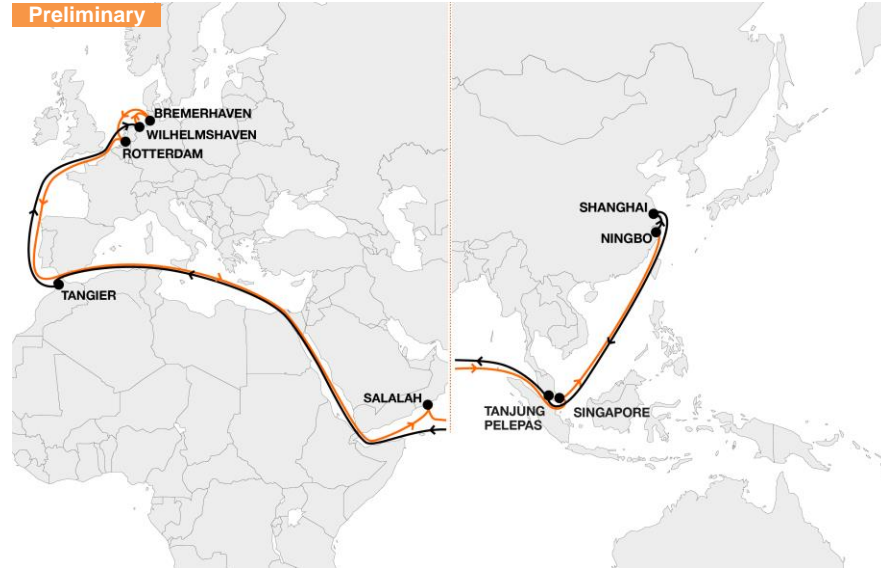 Preliminary
BREMERHAVEN
WILHELMSHAVEN
ROTTERDAM
TANGIER
SALALAH
SHANGHAI
NINGBO
TANJUNG
PELEPAS
SINGAPORE